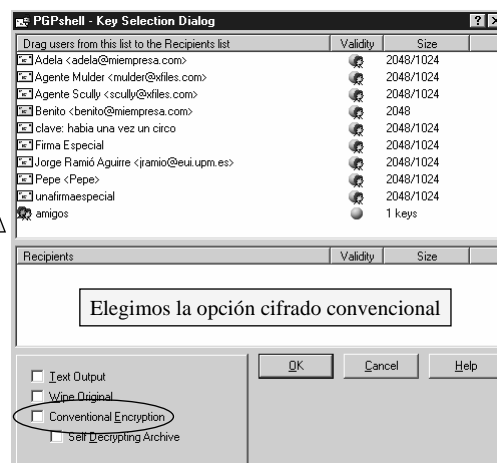 PGPshell - Key Selection Dialog
Drag users from this list to the Recipients list Validity Size
Adela <adela@miempresa.com> 2048/1024
Agente Mulder <mulder@xfiles.com> 2048/1024
Agente Scully <scully@xfiles.com> 2048/1024
Benito <benito@miempresa.com> 2048
clave: habia una vez un circo 2048/1024
Firma Especial 2048/1024
Jorge Ramió Aguirre <jramio@eui.upm.es> 2048/1024
Pepe <Pepe> 2048/1024
unafirmaespecial 2048/1024
amigos 1 keys
Recipients Validity Size
Elegimos la opción cifrado convencional
OK Cancel Help
Text Output
Wipe Original
Conventional Encryption
Self Decrypting Archive